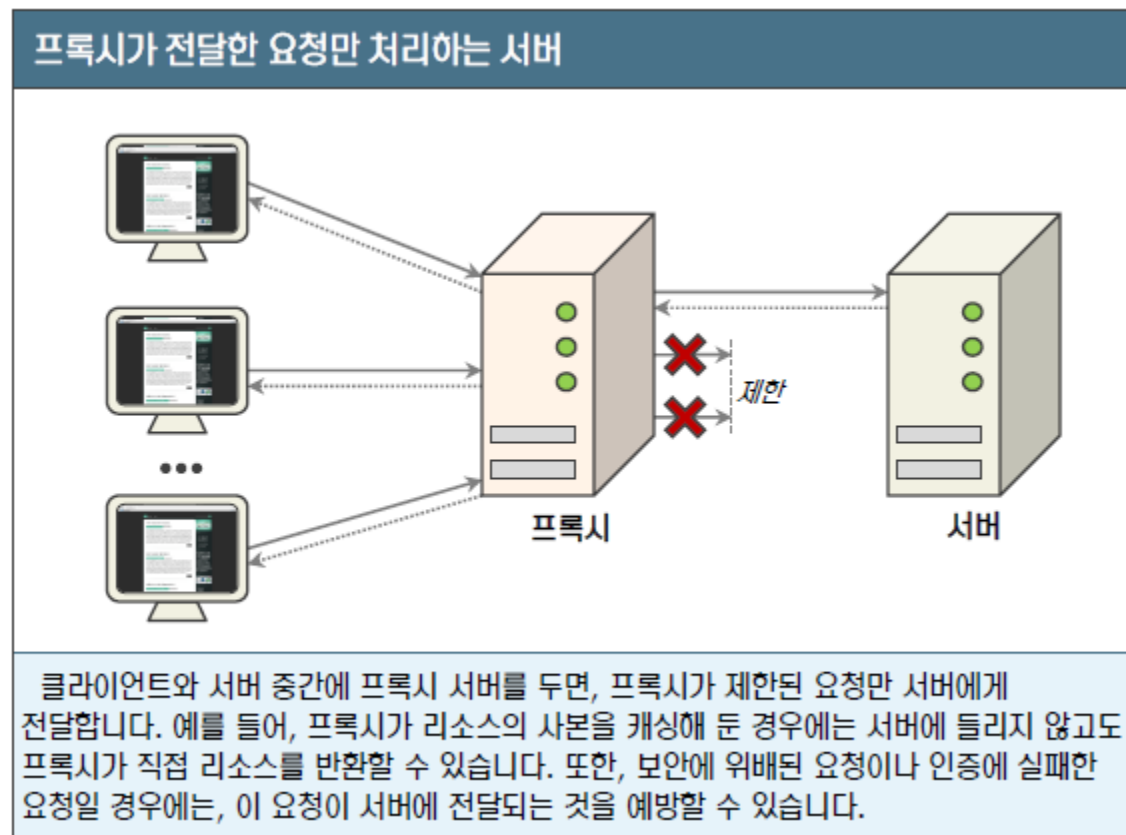 프록시가 전달한 요청만 처리하는 서버
제한
프록시
서버
클라이언트와 서버 중간에 프록시 서버를 두면, 프록시가 제한된 요청만 서버에게
전달합니다. 예를 들어, 프록시가 리소스의 사본을 캐싱해 둔 경우에는 서버에 들리지 않고도
프록시가 직접 리소스를 반환할 수 있습니다. 또한, 보안에 위배된 요청이나 인증에 실패한
요청일 경우에는, 이 요청이 서버에 전달되는 것을 예방할 수 있습니다.